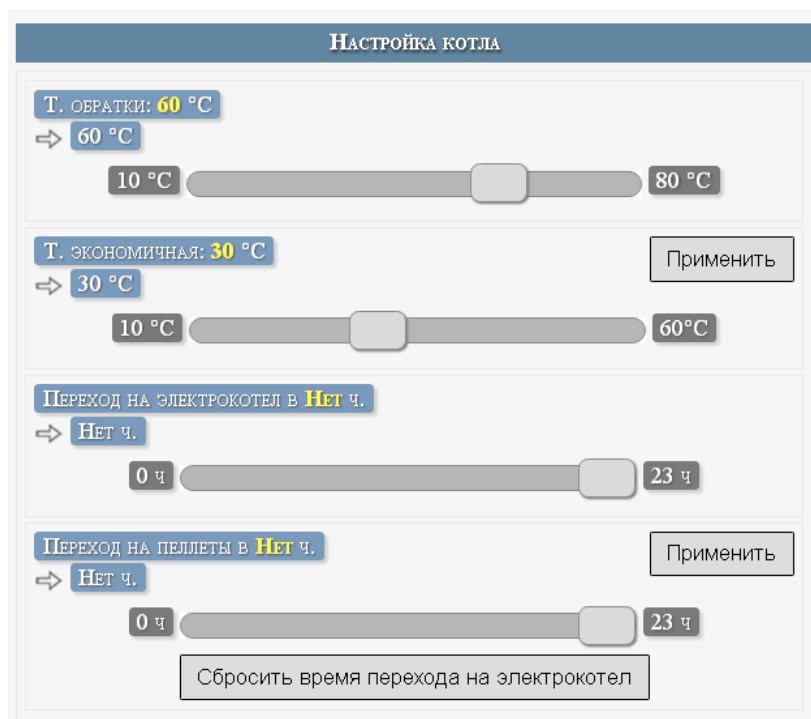 Настройка котла
Т. обратки: 60 °C
60 °C
10 °C 80 °C
Т. экономичная: 30 °C
Применить
30 °C
10 °C 60°C
Переход на электрокотел в Нет ч.
Нет ч.
0 ч 23 ч
Переход на пеллеты в Нет ч.
Применить
Нет ч.
0 ч 23 ч
Сбросить время перехода на электрокотел